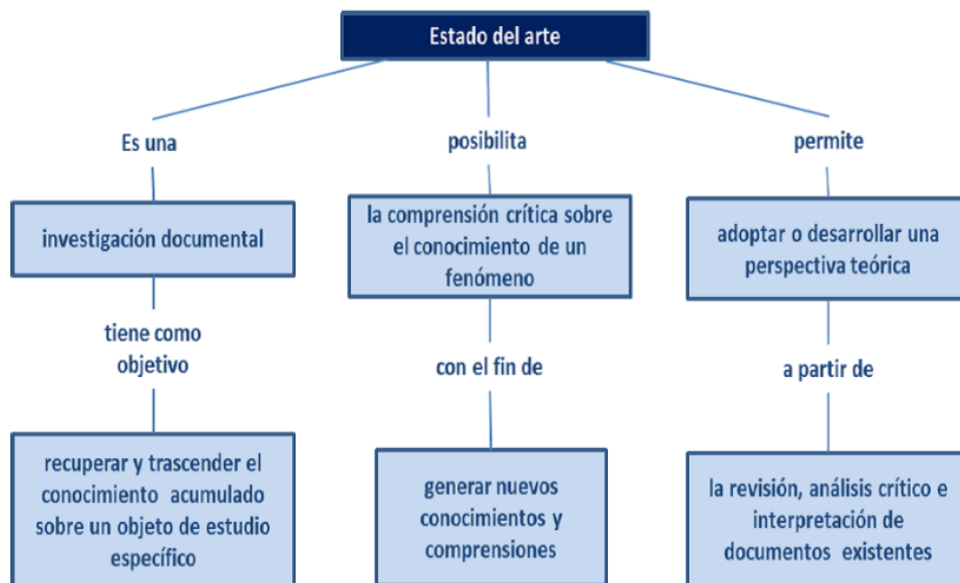 Estado del arte
Es una
posibilita
permite
investigación documental
la comprensión crítica sobre
el conocimiento de un
fenómeno
adoptar o desarrollar una
perspectiva teórica
tiene como
objetivo
con el fin de
a partir de
recuperar y trascender el
conocimiento acumulado
sobre un objeto de estudio
específico
generar nuevos
conocimientos y
comprensiones
la revisión, análisis crítico e
interpretación de
documentos existentes